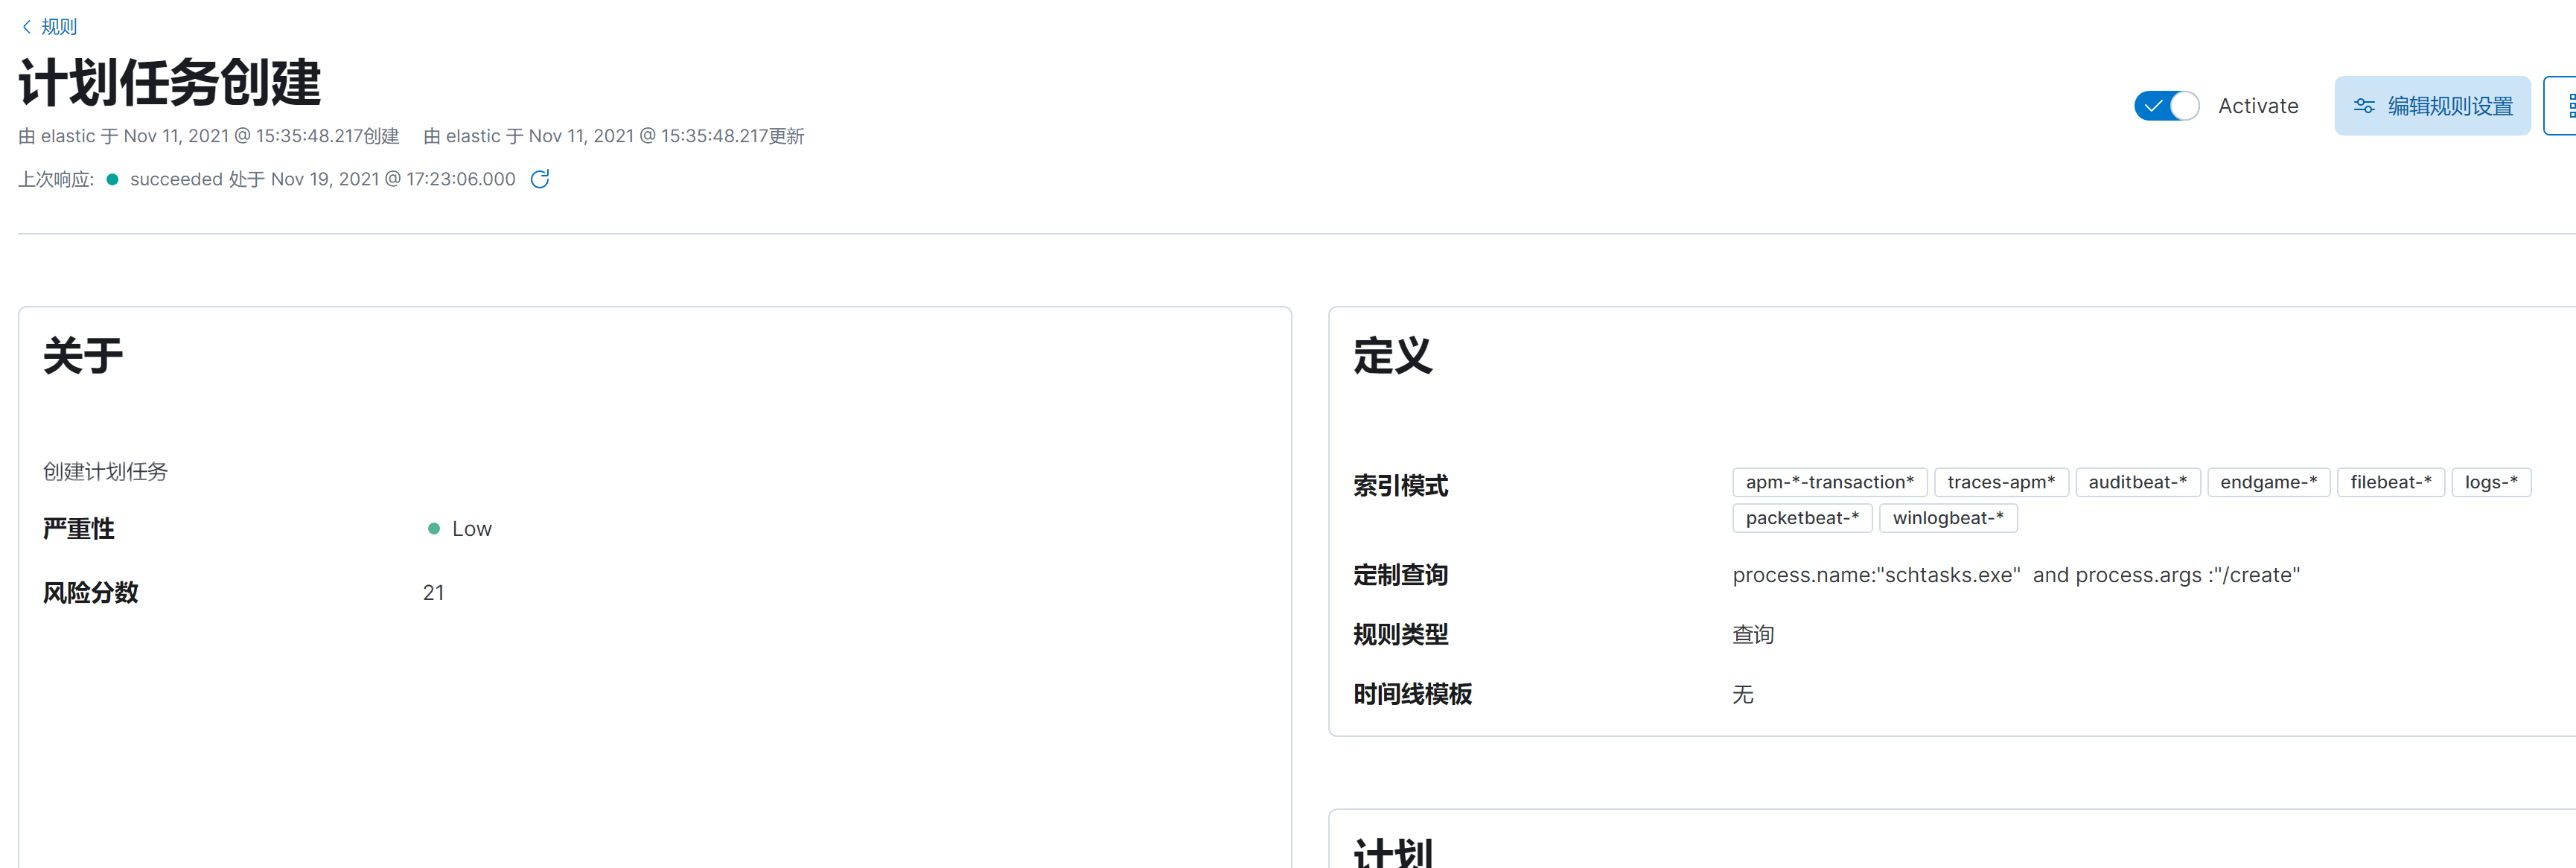 规则
计划任务创建
由 elastic 于 Nov 11, 2021 @ 15:35:48.217创建 由 elastic 于 Nov 11, 2021 @ 15:35:48.217更新
上次响应: succeeded 处于 Nov 19, 2021 @ 17:23:06.000
Activate
编辑规则设置
关于
创建计划任务
严重性 Low
风险分数 21
定义
索引模式 apm-*-transaction* traces-apm* auditbeat-* endgame-* filebeat-* logs-*
packetbeat-* winlogbeat-*
定制查询 process.name:"schtasks.exe" and process.args :"/create"
规则类型 查询
时间线模板 无
计划